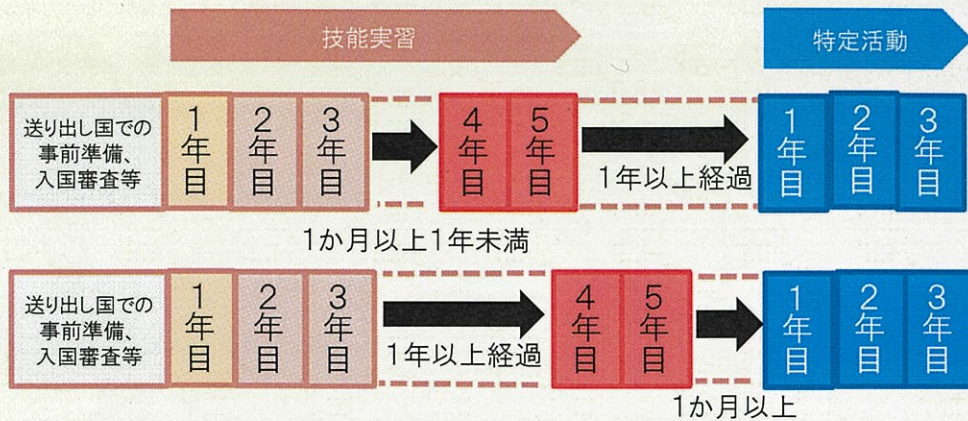 技能実習
特定活動
送り出し国での
事前準備、
入国審査等
1年目
2年目
3年目
4年目
5年目
1年以上経過
1年目
2年目
3年目
1か月以上1年未満
送り出し国での
事前準備、
入国審査等
1年目
2年目
3年目
1年以上経過
4年目
5年目
1か月以上
1年目
2年目
3年目